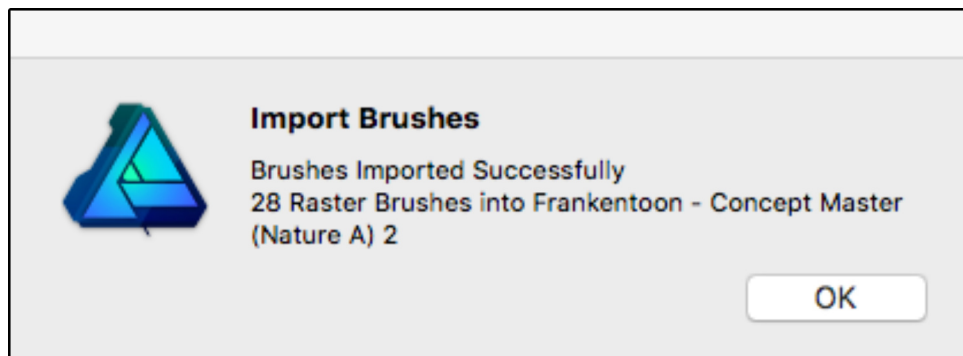 Import Brushes
Brushes Imported Successfully
28 Raster Brushes into Frankentoon - Concept Master
(Nature A) 2
OK